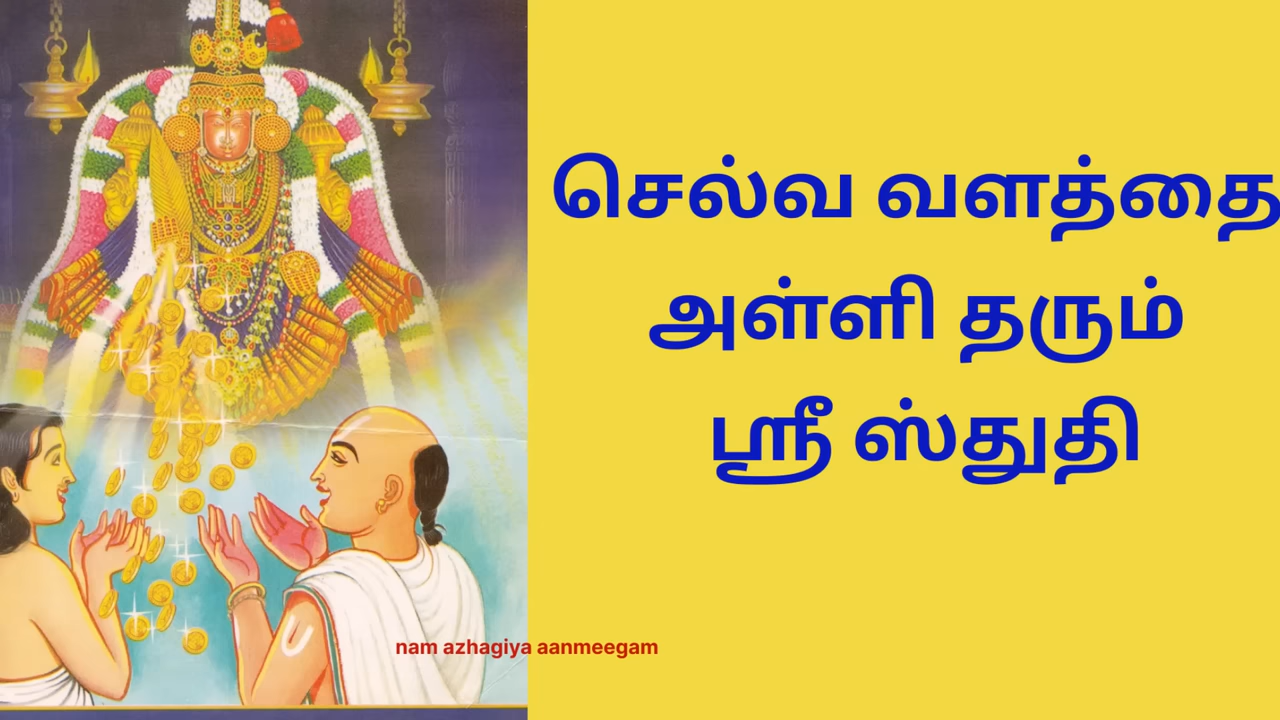 செல்வ வளத்தை
அள்ளி தரும்
ஸ்ரீ ஸ்துதி
nam azhagiya aanmeegam